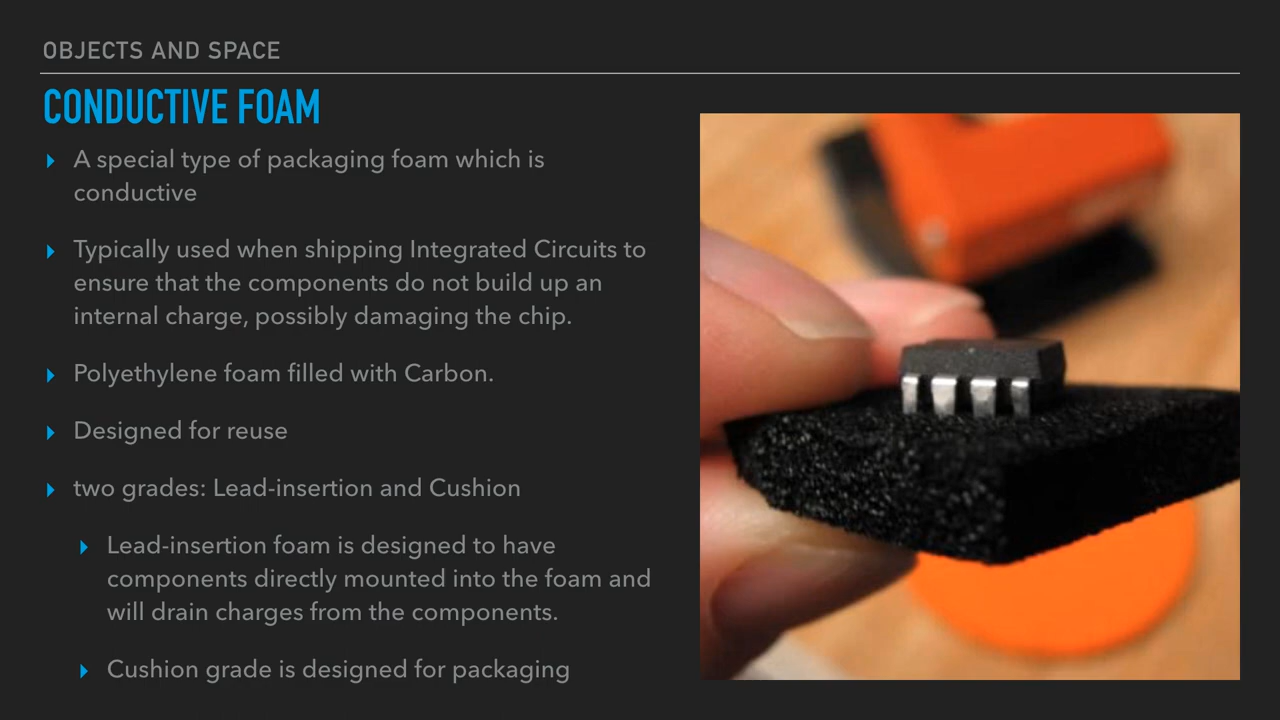 OBJECTS AND SPACE
CONDUCTIVE FOAM
A special type of packaging foam which is
conductive
Typically used when shipping Integrated Circuits to
ensure that the components do not build up an
internal charge, possibly damaging the chip.
Polyethylene foam filled with Carbon.
Designed for reuse
two grades: Lead-insertion and Cushion
Lead-insertion foam is designed to have
components directly mounted into the foam and
will drain charges from the components.
Cushion grade is designed for packaging